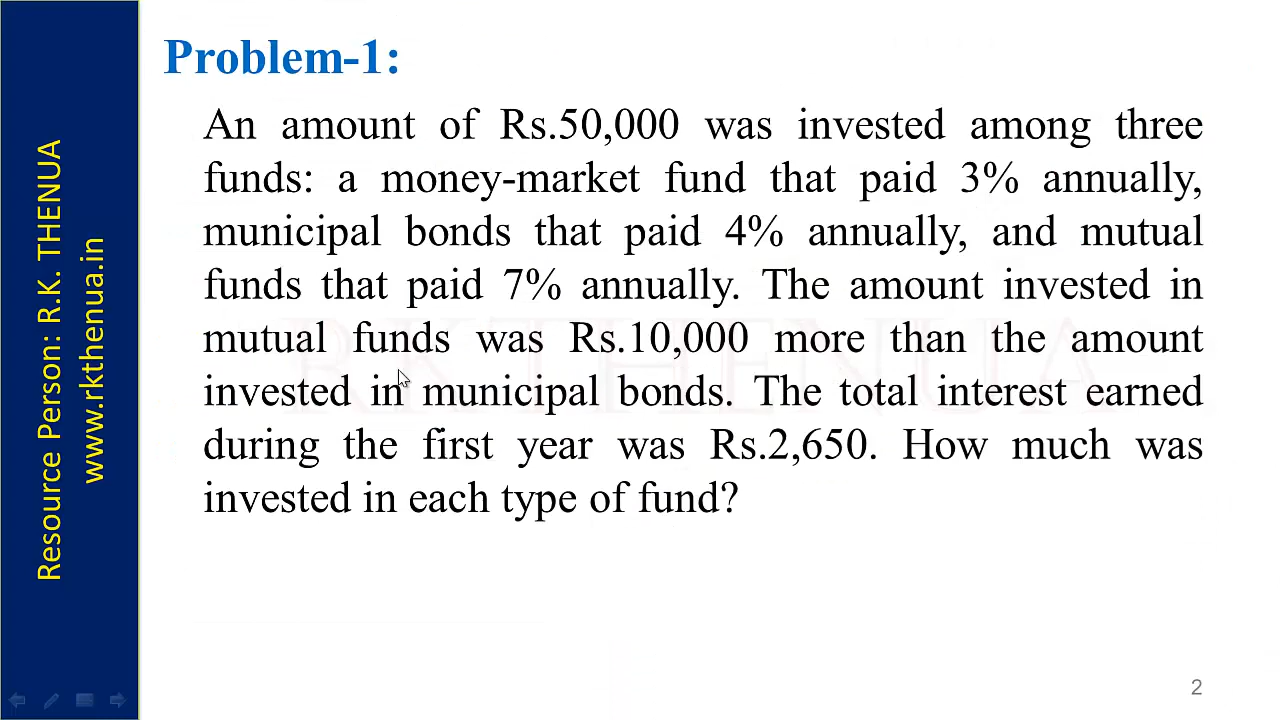 Resource Person: R.K. THENUA
www.rkthenua.in
Problem-1:
An amount of Rs.50,000 was invested among three
funds: a money-market fund that paid 3% annually,
municipal bonds that paid 4% annually, and mutual
funds that paid 7% annually. The amount invested in
mutual funds was Rs.10,000 more than the amount
invested in municipal bonds. The total interest earned
during the first year was Rs.2,650. How much was
invested in each type of fund?
RKTHENUA
2